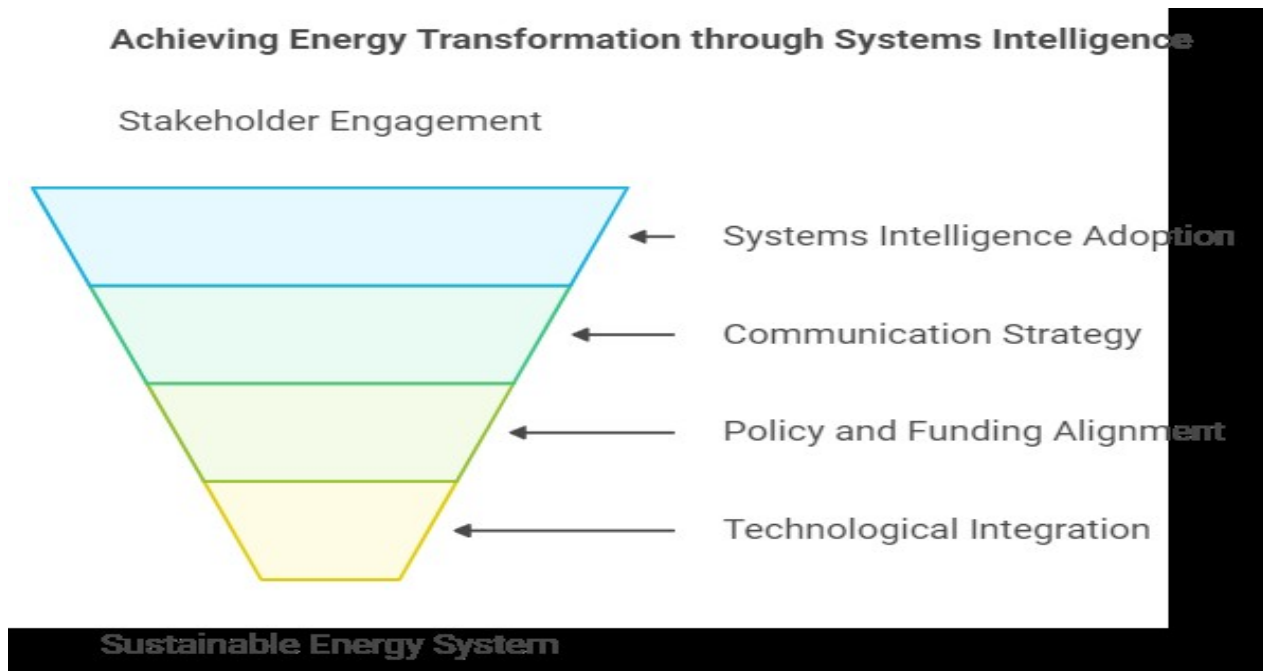 Achieving Energy Transformation through Systems Intelligence
Stakeholder Engagement
Systems Intelligence Adoption
Communication Strategy
Policy and Funding Alignment
Technological Integration
Sustainable Energy System